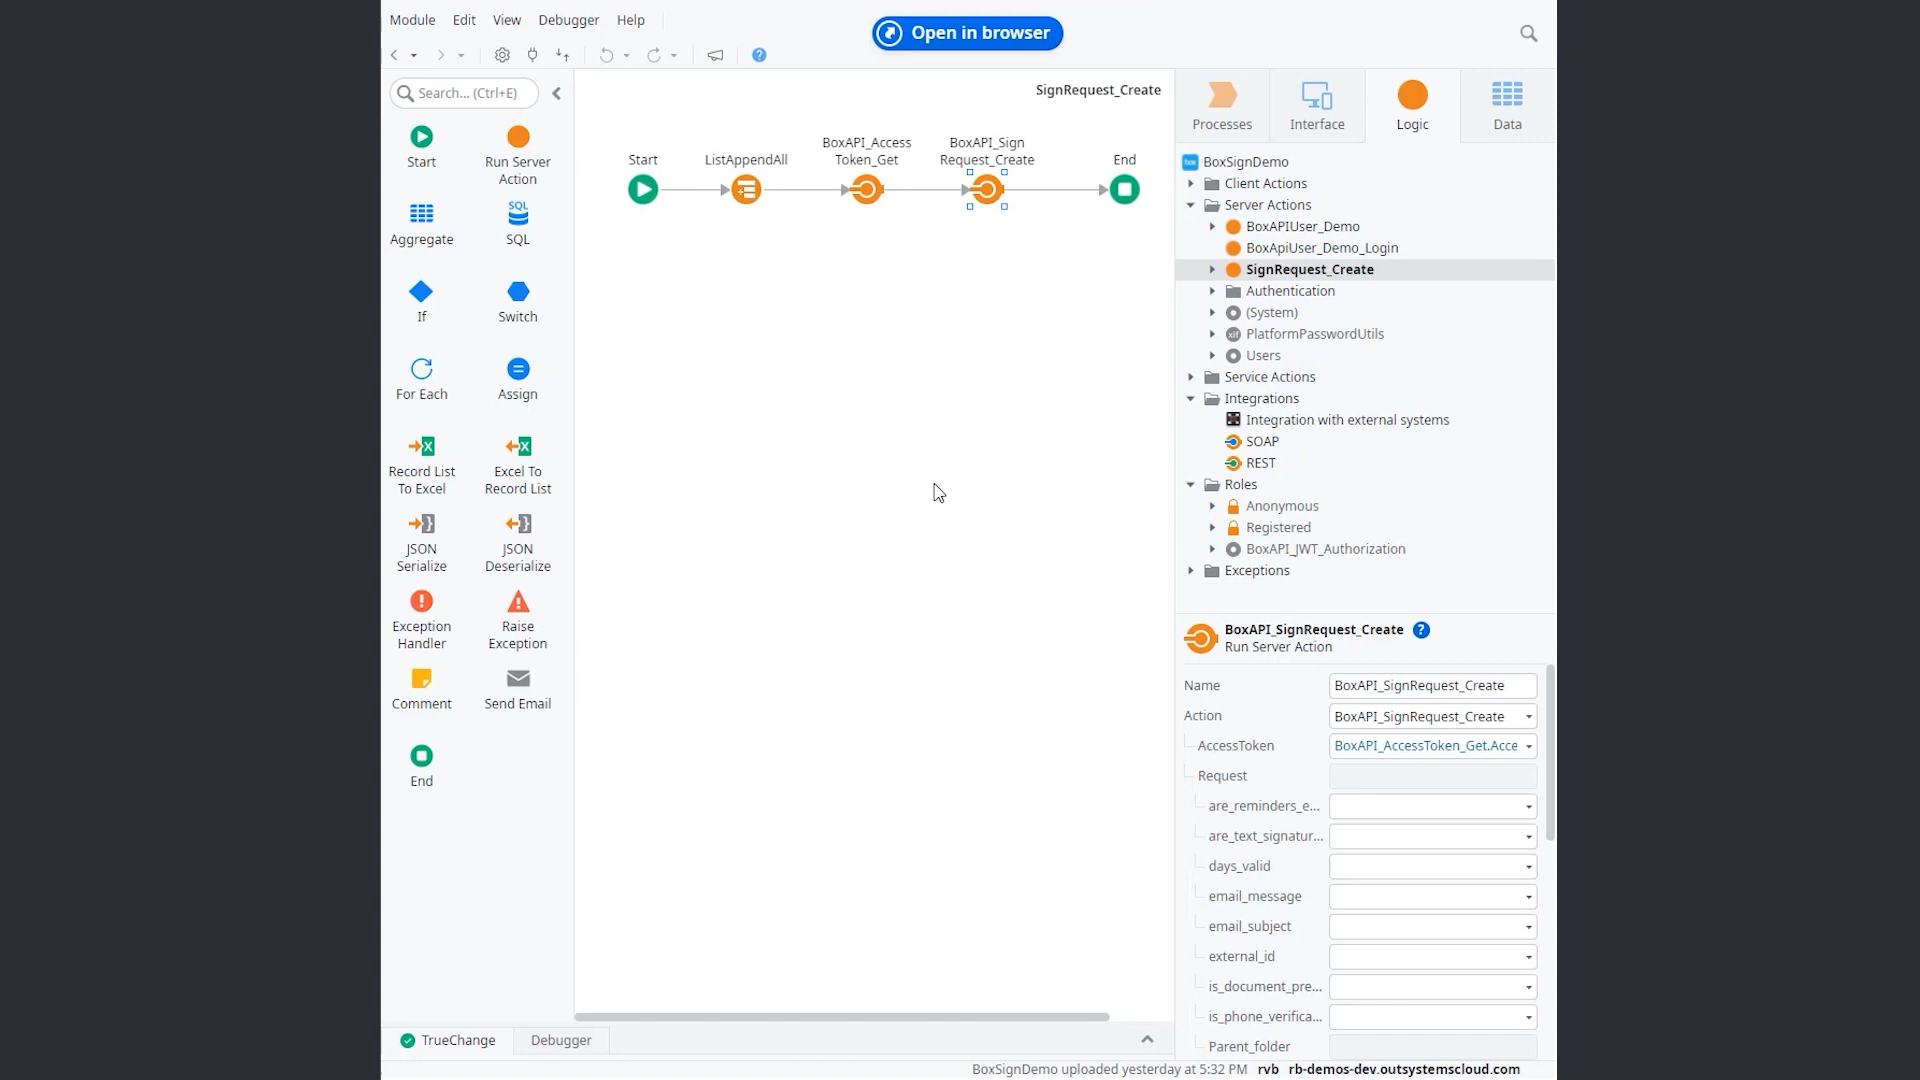 Module Edit View Debugger Help
Open in browser
Search... (Ctrl+E)
Start
Run Server
Action
Aggregate
SQL
SQL
If
Switch
For Each
Assign
Record List
To Excel
Excel To
Record List
JSON
Serialize
JSON
Deserialize
Exception
Handler
Raise
Exception
Comment
Send Email
End
SignRequest_Create
Start
ListAppendAll
BoxAPI_Access
Token_Get
BoxAPI_Sign
Request_Create
End
Processes
Interface
Logic
Data
BoxSignDemo
Client Actions
Server Actions
BoxAPIUser_Demo
BoxApiUser_Demo_Login
SignRequest_Create
Authentication
(System)
PlatformPasswordUtils
Users
Service Actions
Integrations
Integration with external systems
SOAP
REST
Roles
Anonymous
Registered
BoxAPI_JWT_Authorization
Exceptions
BoxAPI_SignRequest_Create ?
Run Server Action
Name BoxAPI_SignRequest_Create
Action BoxAPI_SignRequest_Create
AccessToken BoxAPI_AccessToken_Get.Acce
Request
are_reminders_e...
are_text_signatur...
days_valid
email_message
email_subject
external_id
is_document_pre...
is_phone_verifica...
Parent_folder
TrueChange Debugger
BoxSignDemo uploaded yesterday at 5:32 PM rvb rb-demos-dev.outsystemscloud.com